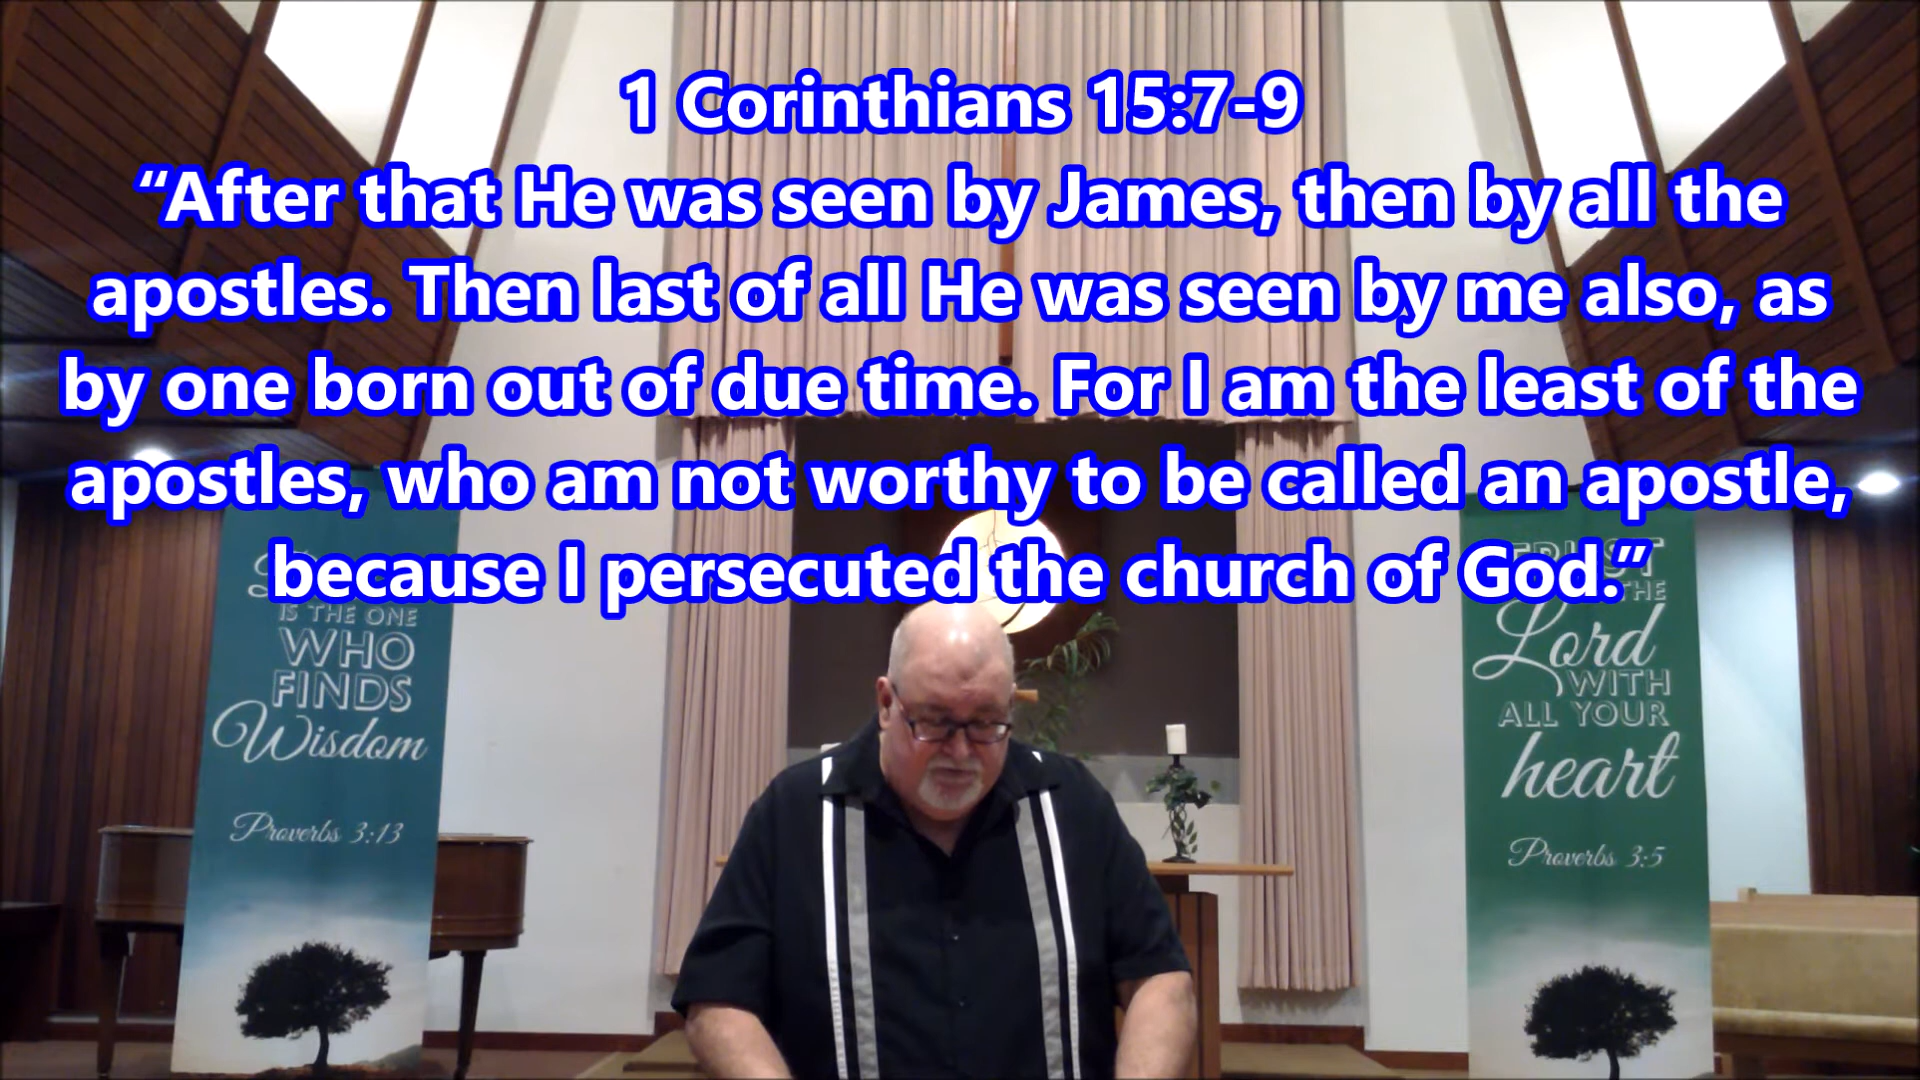 1 Corinthians 15:7-9
“After that He was seen by James, then by all the
apostles. Then last of all He was seen by me also, as
by one born out of due time. For I am the least of the
apostles, who am not worthy to be called an apostle,
because I persecuted the church of God.”
IS THE ONE
WHO
FINDS
Wisdom
Proverbs 3:13
TRUST
THE
Lord
WITH
ALL YOUR
heart
Proverbs 3:5